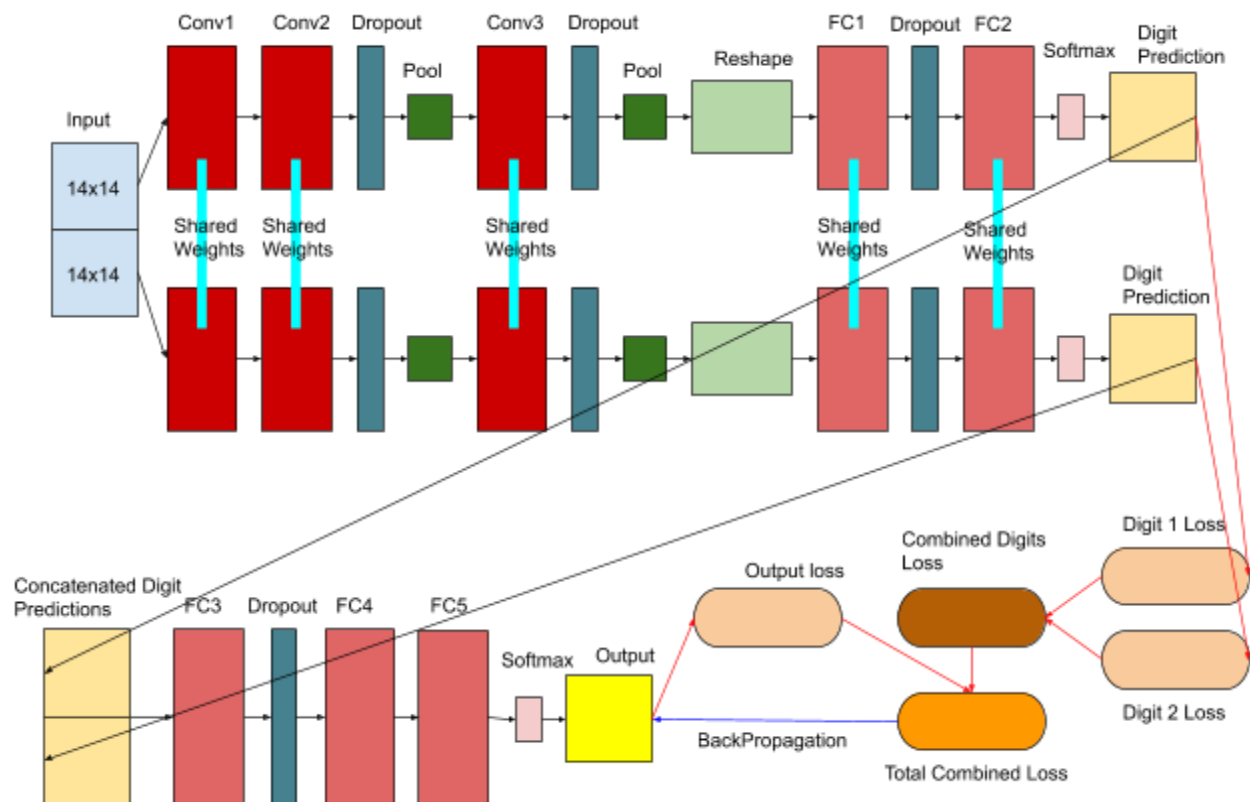 Conv1
Conv2
Dropout
Conv3
Dropout
FC1
Dropout
FC2
Digit
Prediction
Pool
Pool
Reshape
Softmax
Input
14x14
14x14
Shared
Weights
Shared
Weights
Shared
Weights
Shared
Weights
Shared
Weights
Digit
Prediction
Concatenated Digit
Predictions
FC3
Dropout
FC4
FC5
Softmax
Output
Output loss
Combined Digits
Loss
Digit 1 Loss
Digit 2 Loss
BackPropagation
Total Combined Loss